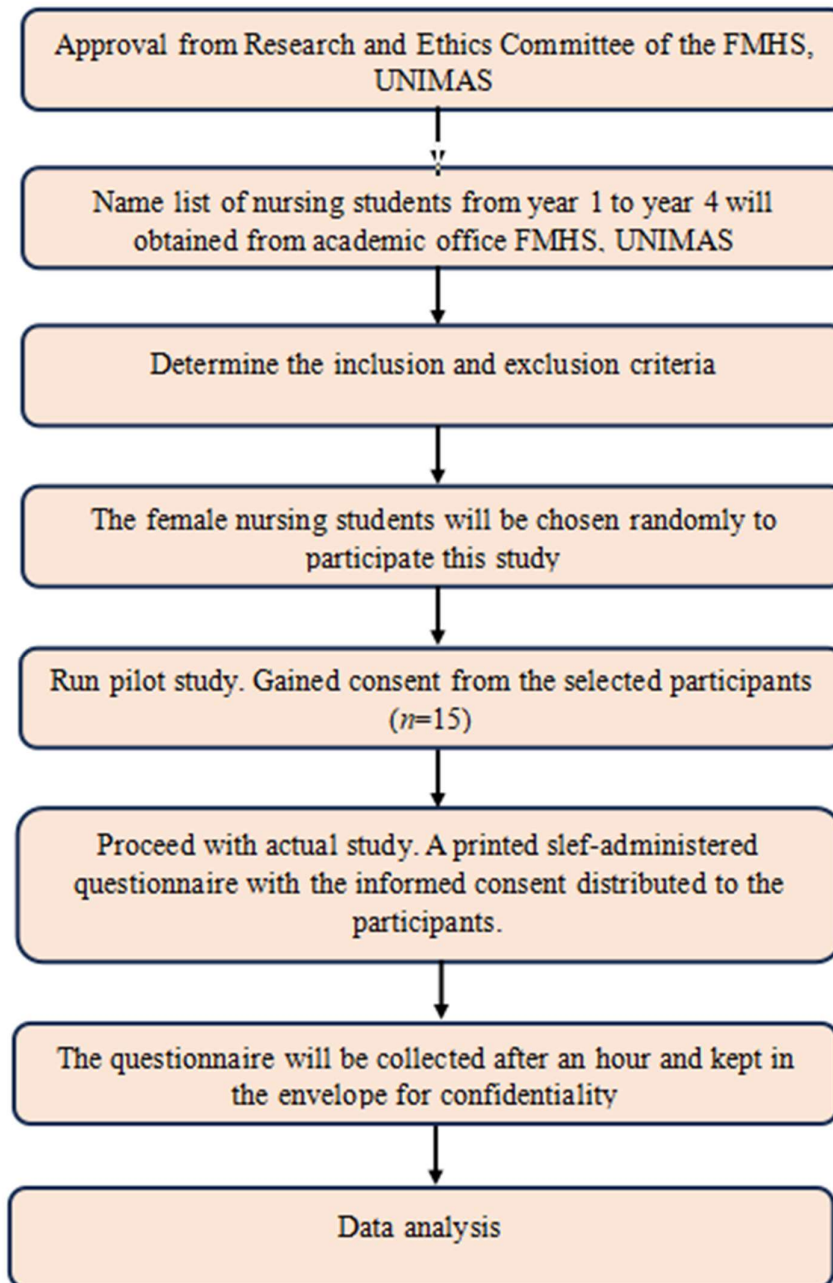 Approval from Research and Ethics Committee of the FMHS,
UNIMAS
Name list of nursing students from year 1 to year 4 will
obtained from academic office FMHS, UNIMAS
Determine the inclusion and exclusion criteria
The female nursing students will be chosen randomly to
participate this study
Run pilot study. Gained consent from the selected participants
(n=15)
Proceed with actual study. A printed slef-administered
questionnaire with the informed consent distributed to the
participants.
The questionnaire will be collected after an hour and kept in
the envelope for confidentiality
Data analysis